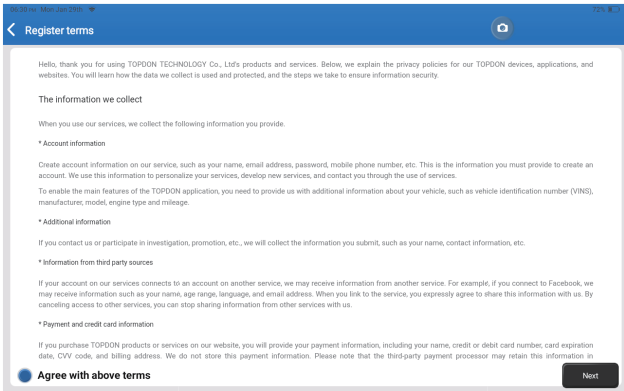 06:39 PM Mon Jan 29th 72%
Register terms
Hello, thank you for using TOPDON TECHNOLOGY Co., Ltd's products and services. Below, we explain the privacy policies for our TOPDON devices, applications, and
websites. You will learn how the data we collect is used and protected, and the steps we take to ensure information security.
The information we collect
When you use our services, we collect the following information you provide.
* Account information
Create account information on our service, such as your name, email address, password, mobile phone number, etc. This is the information you must provide to create an
account. We use this information to personalize your services, develop new services, and contact you through the use of services.
To enable the main features of the TOPDON application, you need to provide us with additional information about your vehicle, such as vehicle identification number (VINS),
manufacturer, model, engine type and mileage.
* Additional information
If you contact us or participate in investigation, promotion, etc., we will collect the information you submit, such as your name, contact information, etc.
* Information from third party sources
If your account on our services connects to an account on another service, we may receive information from another service. For example, if you connect to Facebook, we
may receive information such as your name, age range, language, and email address. When you link to the service, you expressly agree to share this information with us. By
canceling access to other services, you can stop sharing information from other services with us.
* Payment and credit card information
If you purchase TOPDON products or services on our website, you will provide your payment information, including your name, credit or debit card number, card expiration
date, CVV code, and billing address. We do not store this payment information. Please note that the third-party payment processor may retain this information in
Agree with above terms
Next